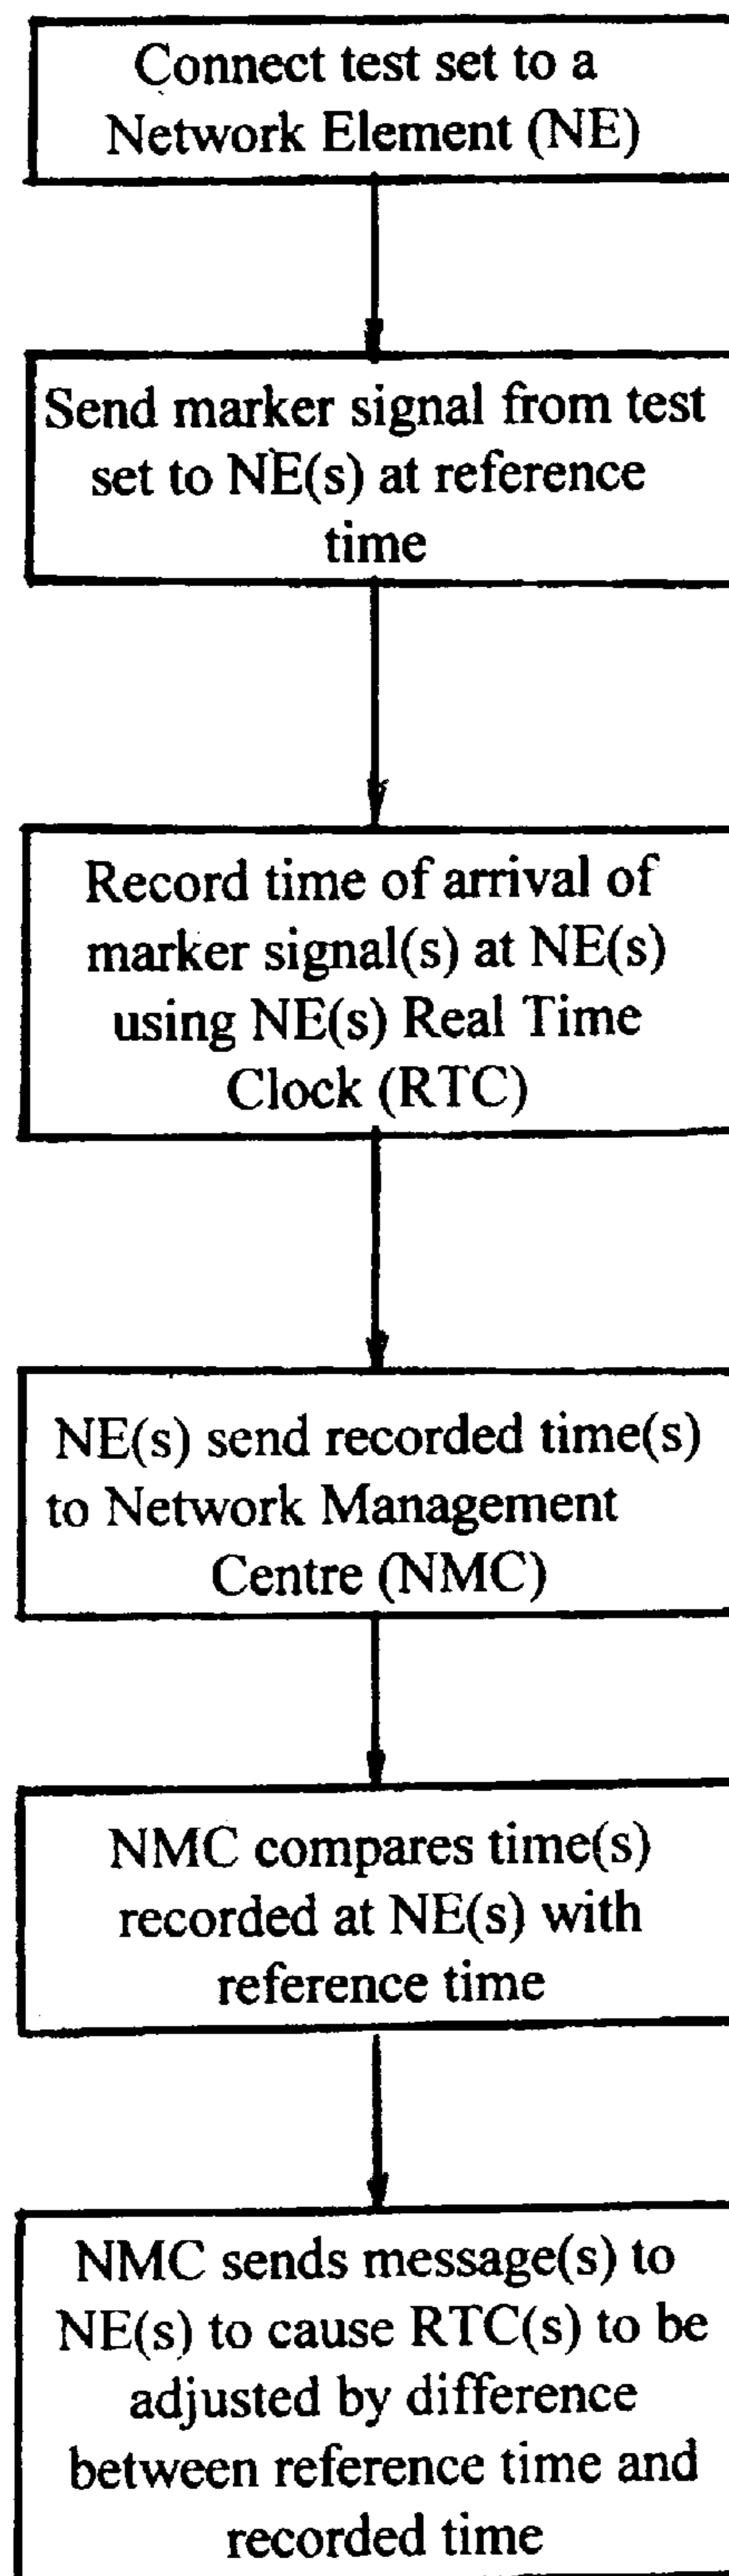 Connect test set to a
Network Element (NE)
Send marker signal from test
set to NE(s) at reference
time
Record time of arrival of
marker signal(s) at NE(s)
using NE(s) Real Time
Clock (RTC)
NE(s) send recorded time(s)
to Network Management
Centre (NMC)
NMC compares time(s)
recorded at NE(s) with
reference time
NMC sends message(s) to
NE(s) to cause RTC(s) to be
adjusted by difference
between reference time and
recorded time